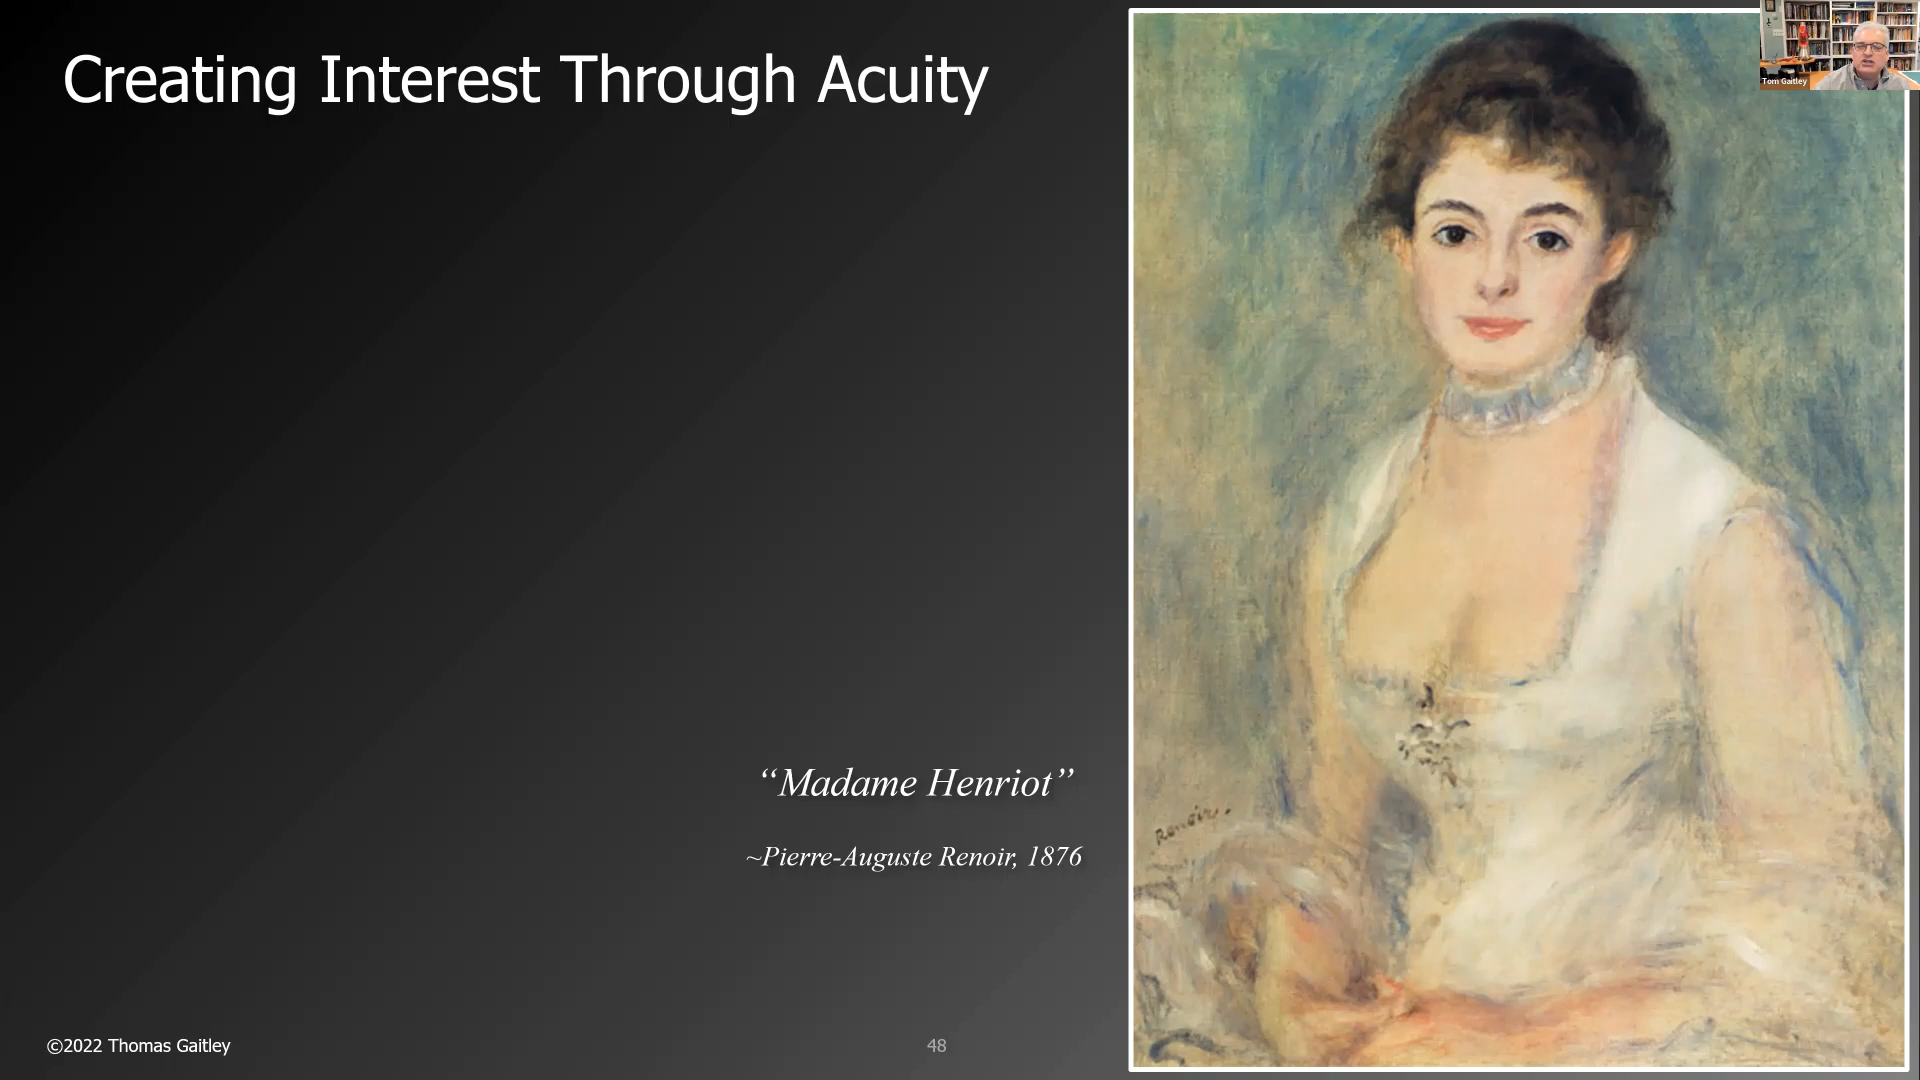 Creating Interest Through Acuity
Tom Gaitley
“Madame Henriot”
~Pierre-Auguste Renoir, 1876
Renoir.
©2022 Thomas Gaitley
48